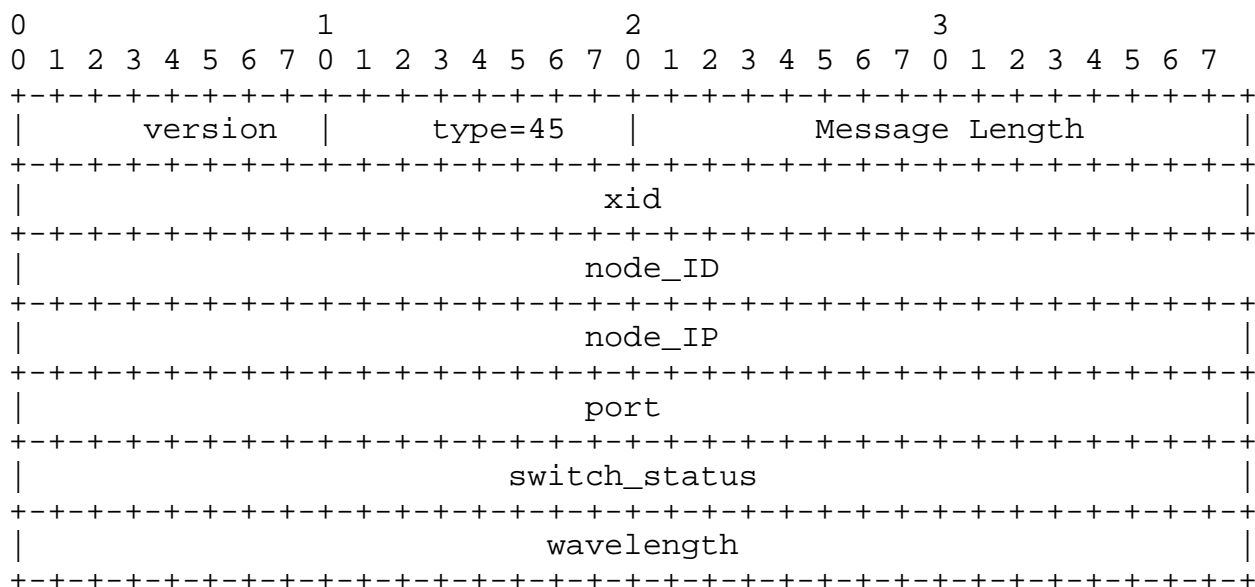 0                               1                               2                               3
0 1 2 3 4 5 6 7 0 1 2 3 4 5 6 7 0 1 2 3 4 5 6 7 0 1 2 3 4 5 6 7
+-+-+-+-+-+-+-+-+-+-+-+-+-+-+-+-+-+-+-+-+-+-+-+-+-+-+-+-+-+-+-+-+
|      version  |     type=45   |         Message Length        |
+-+-+-+-+-+-+-+-+-+-+-+-+-+-+-+-+-+-+-+-+-+-+-+-+-+-+-+-+-+-+-+-+
|                              xid                              |
+-+-+-+-+-+-+-+-+-+-+-+-+-+-+-+-+-+-+-+-+-+-+-+-+-+-+-+-+-+-+-+-+
|                             node_ID
+-+-+-+-+-+-+-+-+-+-+-+-+-+-+-+-+-+-+-+-+-+-+-+-+-+-+-+-+-+-+-+-+
|                             node_IP                           |
+-+-+-+-+-+-+-+-+-+-+-+-+-+-+-+-+-+-+-+-+-+-+-+-+-+-+-+-+-+-+-+-+
|                             port                              |
+-+-+-+-+-+-+-+-+-+-+-+-+-+-+-+-+-+-+-+-+-+-+-+-+-+-+-+-+-+-+-+-+
|                         switch_status                         |
+-+-+-+-+-+-+-+-+-+-+-+-+-+-+-+-+-+-+-+-+-+-+-+-+-+-+-+-+-+-+-+-+
|                           wavelength                          |
+-+-+-+-+-+-+-+-+-+-+-+-+-+-+-+-+-+-+-+-+-+-+-+-+-+-+-+-+-+-+-+-+